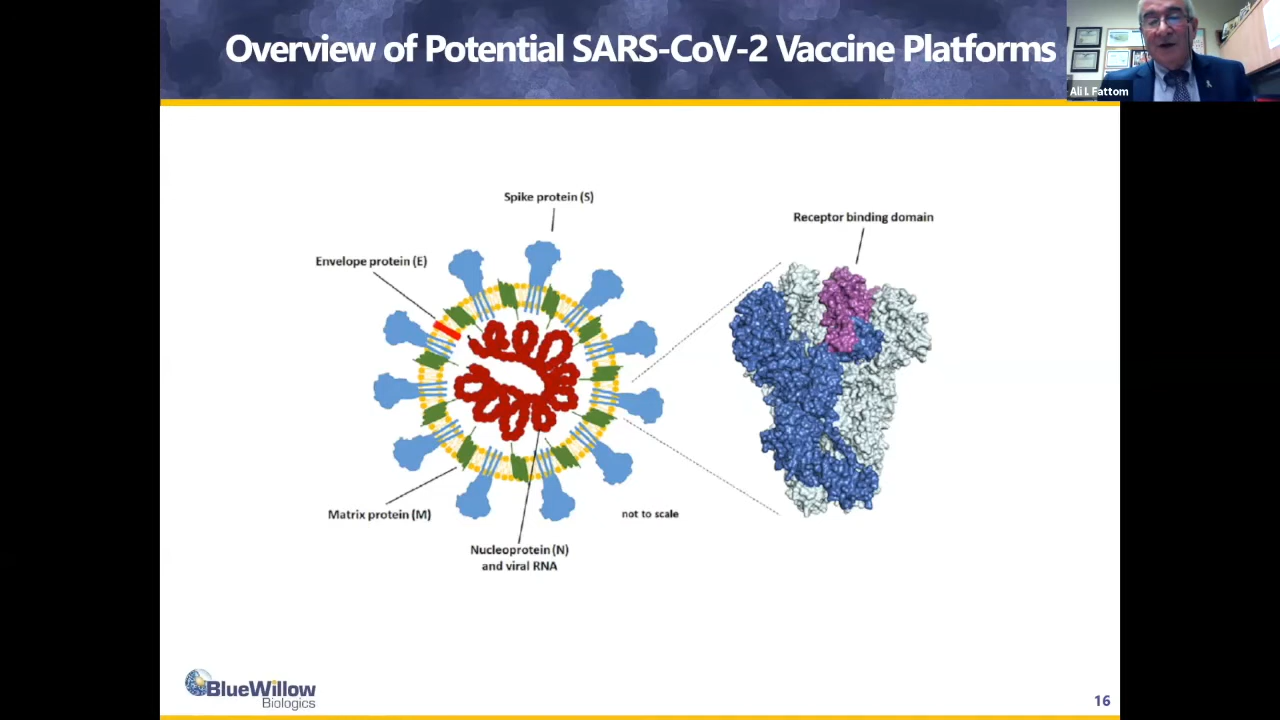 Overview of Potential SARS-CoV-2 Vaccine Platforms
Ali I. Fattom
Spike protein (S)
Receptor binding domain
Envelope protein (E)
Matrix protein (M)
not to scale
Nucleoprotein (N)
and viral RNA
BlueWillow
Biologics
16